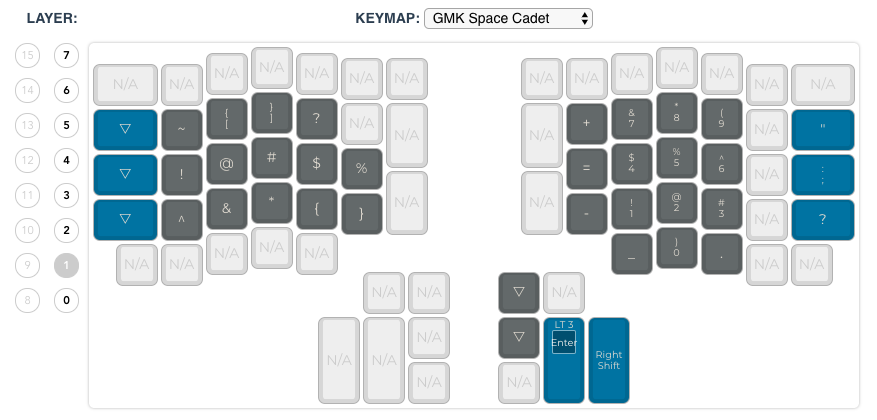 LAYER: KEYMAP: GMK Space Cadet
15 7
14 6
13 5
12 4
11 3
10 2
9 1
8 0
N/A N/A N/A N/A N/A N/A N/A N/A N/A N/A N/A N/A N/A N/A
▽ ~ { [ } ] ? N/A N/A N/A + & 7 * 8 ( 9 N/A "
▽ ! @ # $ % = $ 4 % 5 ^ 6 N/A : ;
▽ ^ & * { } N/A N/A - ! 1 @ 2 # 3 N/A ?
N/A N/A N/A N/A N/A _ ) 0 . N/A N/A
N/A N/A ▽ N/A
N/A N/A N/A ▽ LT 3 Enter Right Shift
N/A N/A